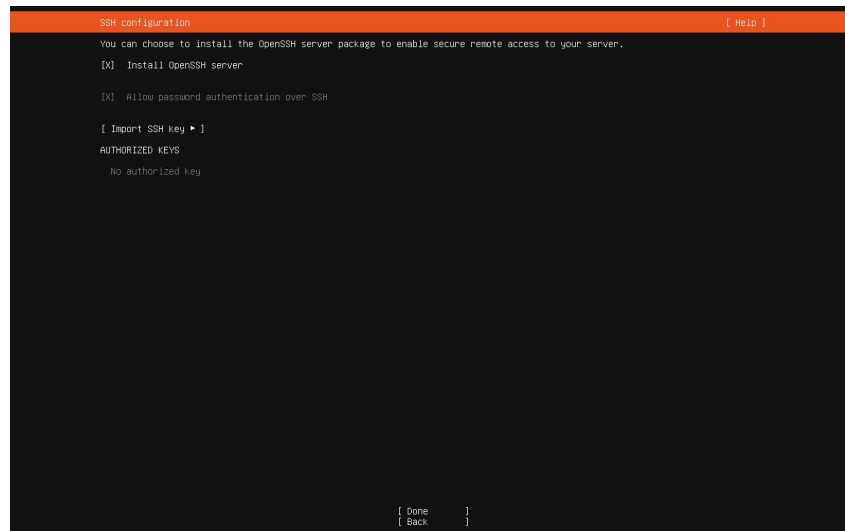 SSH configuration [ Help ]
You can choose to install the OpenSSH server package to enable secure remote access to your server.
[X] Install OpenSSH server
[X] Allow password authentication over SSH
[ Import SSH key ► ]
AUTHORIZED KEYS
No authorized key
[ Done ]
[ Back ]